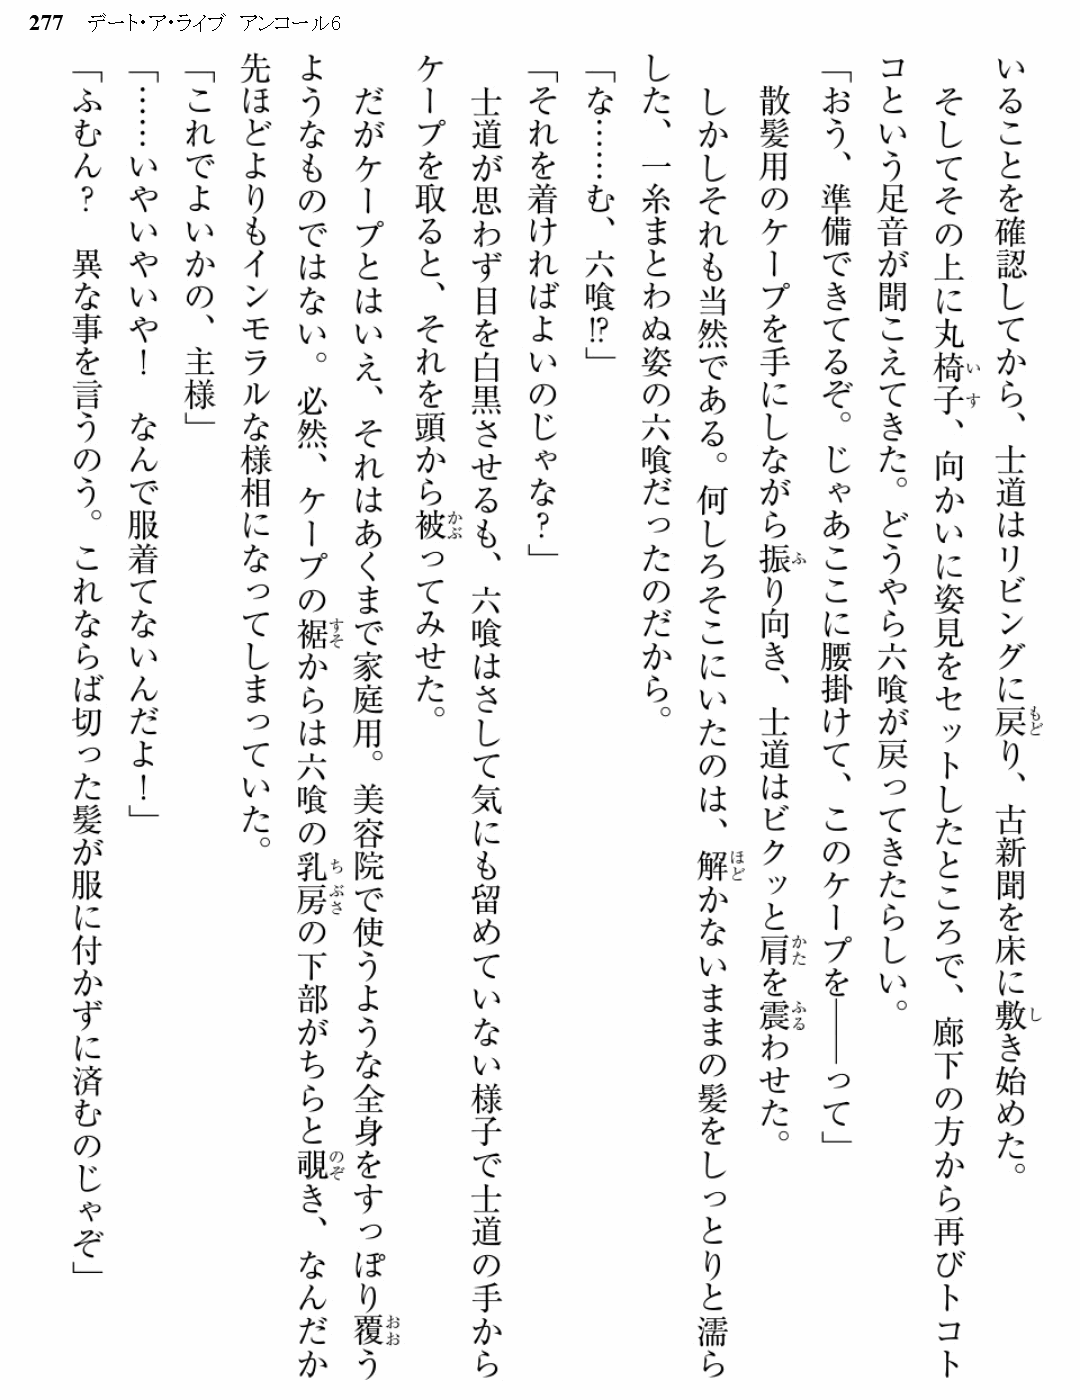 277 デート・ア・ライブ アンコール6
いることを確認してから、士道はリビングに戻り、古新聞を床に敷き始めた。
そしてその上に丸椅子、向かいに姿見をセットしたところで、廊下の方から再びトコト
コという足音が聞こえてきた。どうやら六喰が戻ってきたらしい。
「おう、準備できてるぞ。じゃあここに腰掛けて、このケープを――って」
散髪用のケープを手にしながら振り向き、士道はビクッと肩を震わせた。
しかしそれも当然である。何しろそこにいたのは、解かないままの髪をしっとりと濡ら
した、一糸まとわぬ姿の六喰だったのだから。
「な……む、六喰!?」
「それを着ければよいのじゃな?」
士道が思わず目を白黒させるも、六喰はさして気にも留めていない様子で士道の手から
ケープを取ると、それを頭から被ってみせた。
だがケープとはいえ、それはあくまで家庭用。美容院で使うような全身をすっぽり覆う
ようなものではない。必然、ケープの裾からは六喰の乳房の下部がちらと覗き、なんだか
先ほどよりもインモラルな様相になってしまっていた。
「これでよいかの、主様」
「……いやいやいや! なんで服着てないんだよ!」
「ふむん? 異な事を言うのう。これならば切った髪が服に付かずに済むのじゃぞ」